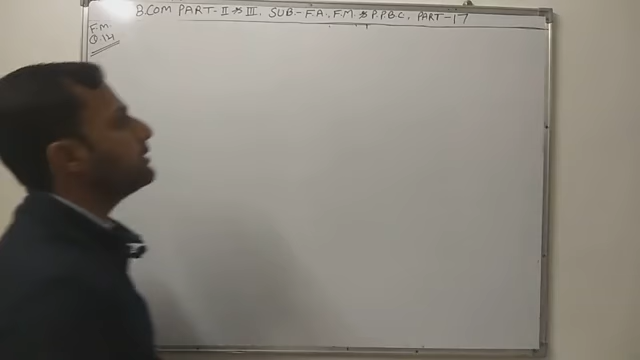 B.COM PART-II & III. SUB.- F.A, F.M. & P.P.B.C. PART-17
F.M.
Q.14